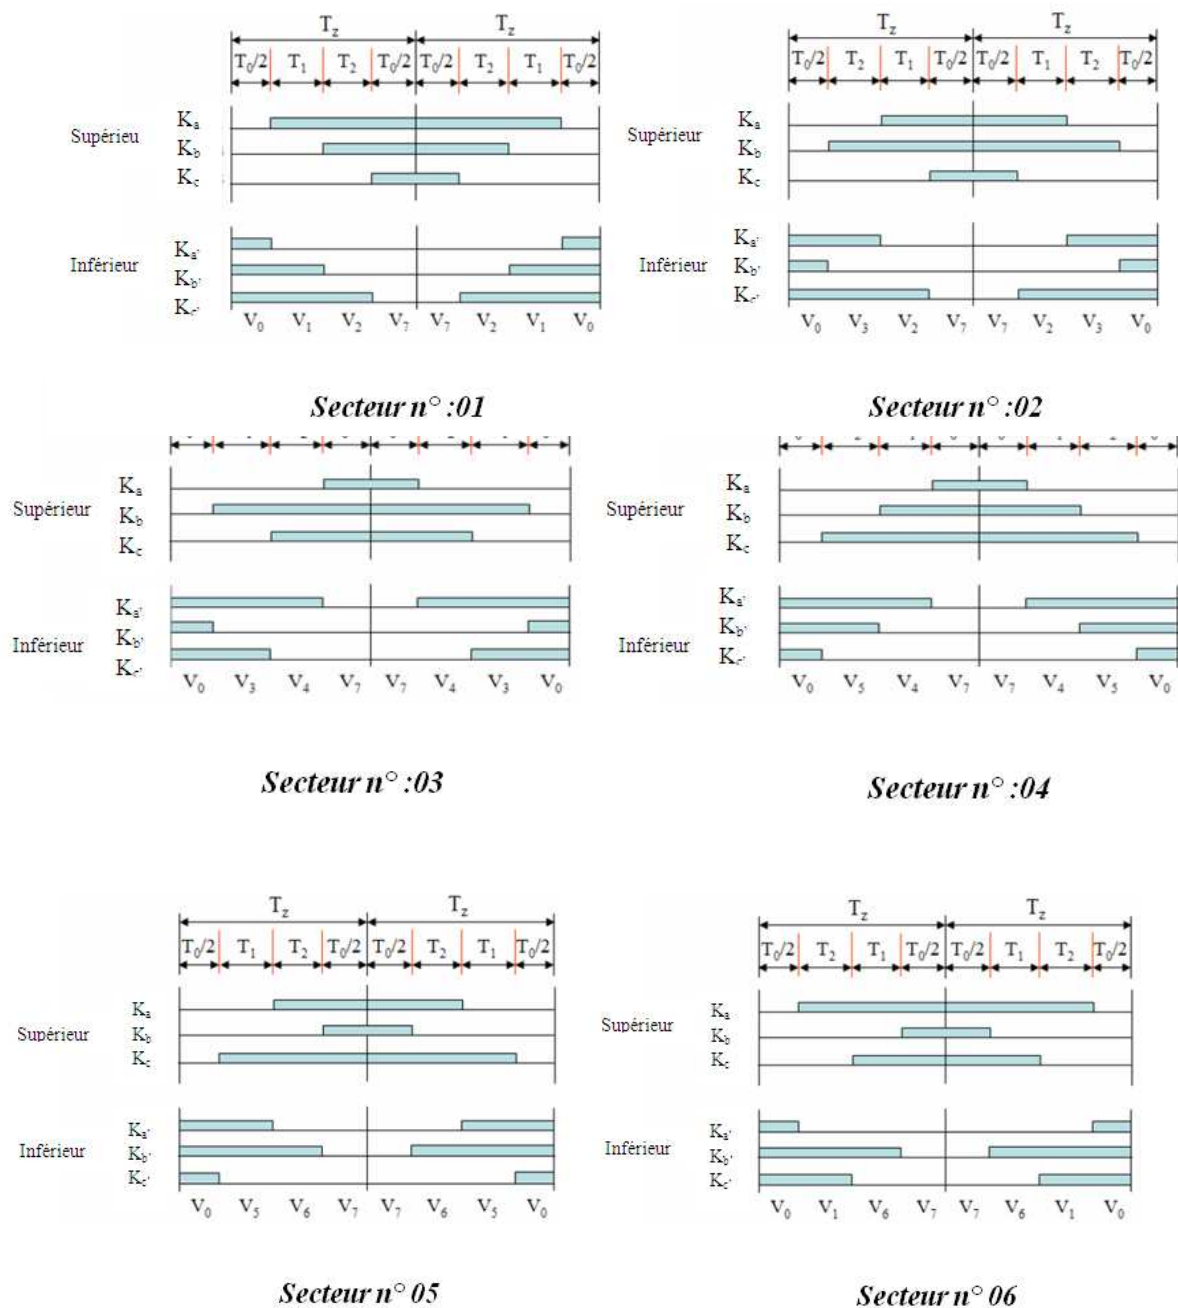 T_z T_z
T_0/2 T_1 T_2 T_0/2 T_0/2 T_2 T_1 T_0/2
Supérieu
K_a
K_b
K_c
Inférieur
K_a'
K_b'
K_c'
V_0 V_1 V_2 V_7 V_7 V_2 V_1 V_0
Secteur n° :01
T_z T_z
T_0/2 T_2 T_1 T_0/2 T_0/2 T_1 T_2 T_0/2
Supérieur
K_a
K_b
K_c
Inférieur
K_a'
K_b'
K_c'
V_0 V_3 V_2 V_7 V_7 V_2 V_3 V_0
Secteur n° :02
Supérieur
K_a
K_b
K_c
Inférieur
K_a'
K_b'
K_c'
V_0 V_3 V_4 V_7 V_7 V_4 V_3 V_0
Secteur n° :03
Supérieur
K_a
K_b
K_c
Inférieur
K_a'
K_b'
K_c'
V_0 V_5 V_4 V_7 V_7 V_4 V_5 V_0
Secteur n° :04
T_z T_z
T_0/2 T_1 T_2 T_0/2 T_0/2 T_2 T_1 T_0/2
Supérieur
K_a
K_b
K_c
Inférieur
K_a'
K_b'
K_c'
V_0 V_5 V_6 V_7 V_7 V_6 V_5 V_0
Secteur n° 05
T_z T_z
T_0/2 T_2 T_1 T_0/2 T_0/2 T_1 T_2 T_0/2
Supérieur
K_a
K_b
K_c
Inférieur
K_a'
K_b'
K_c'
V_0 V_1 V_6 V_7 V_7 V_6 V_1 V_0
Secteur n° 06